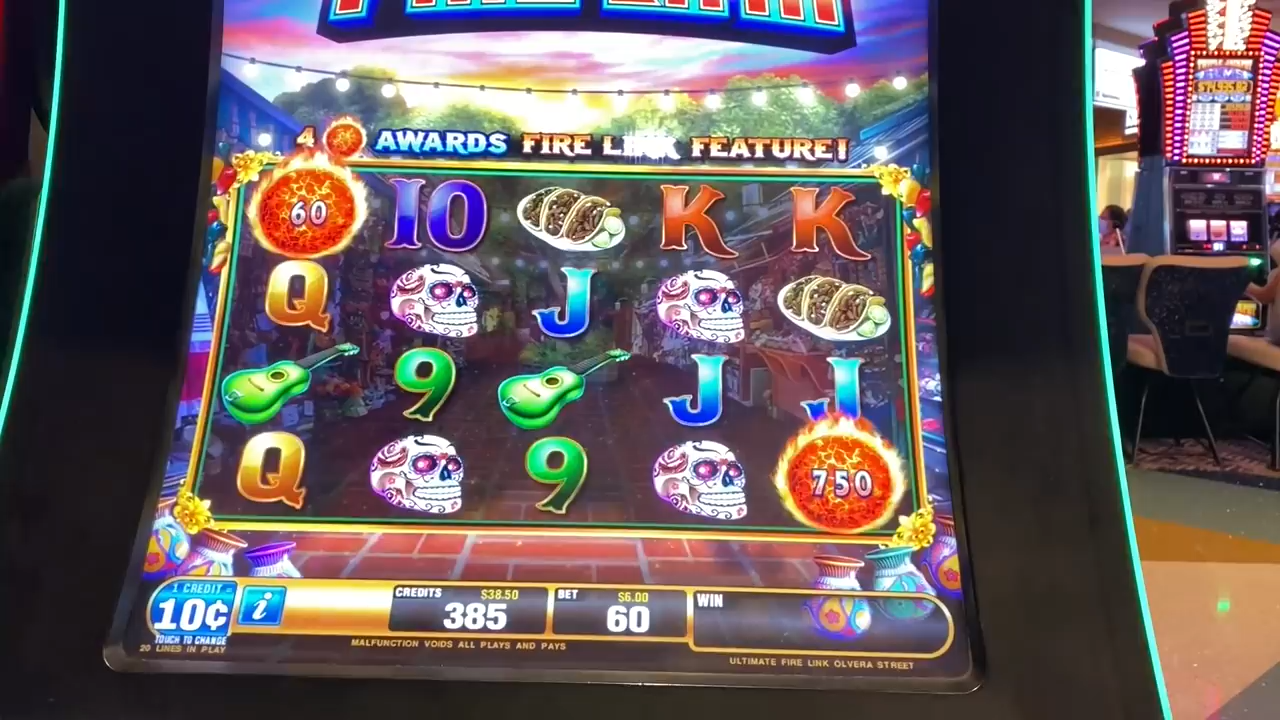 4 AWARDS FIRE LINK FEATURE!
60 10 K K
Q J
9 J J
Q 9 750
1 CREDIT =
10¢
TOUCH TO CHANGE
20 LINES IN PLAY
i
CREDITS $38.50
385
BET $6.00
60
WIN
MALFUNCTION VOIDS ALL PLAYS AND PAYS
ULTIMATE FIRE LINK OLVERA STREET